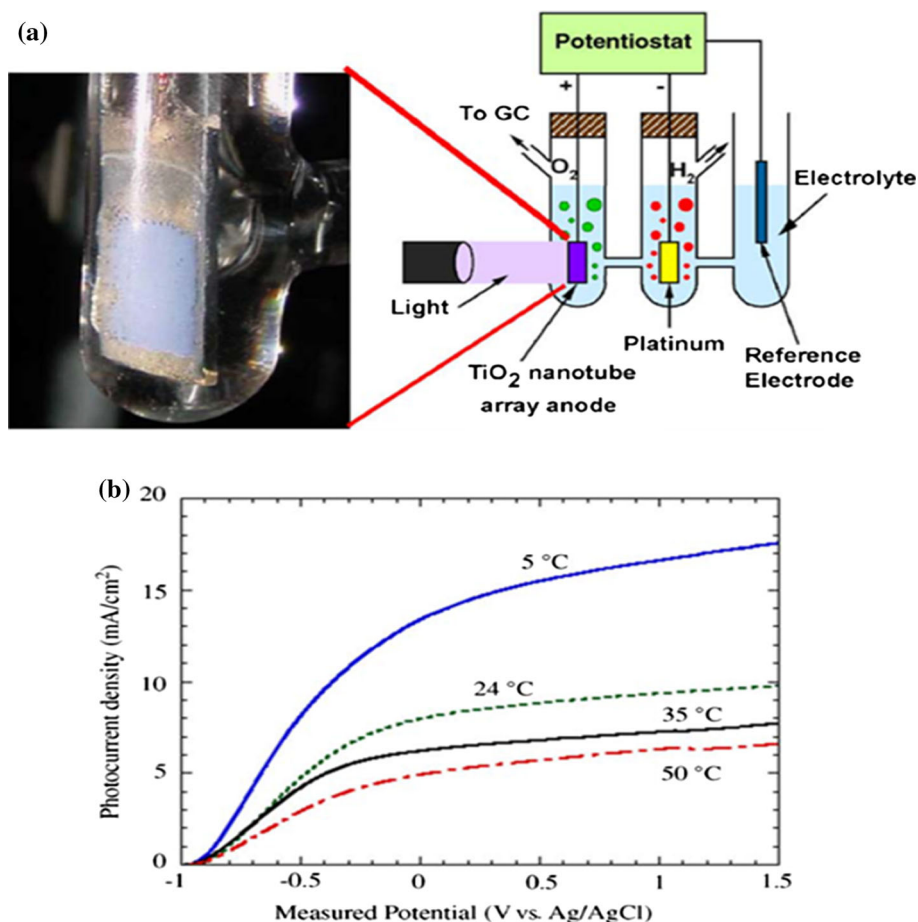 (a)
Potentiostat
+
-
To GC
O2
H2
Electrolyte
Light
Platinum
TiO2 nanotube
array anode
Reference
Electrode
(b)
Photocurrent density (mA/cm²)
20
15
10
5
0
5 °C
24 °C
35 °C
50 °C
-1
-0.5
0
0.5
1
1.5
Measured Potential (V vs. Ag/AgCl)